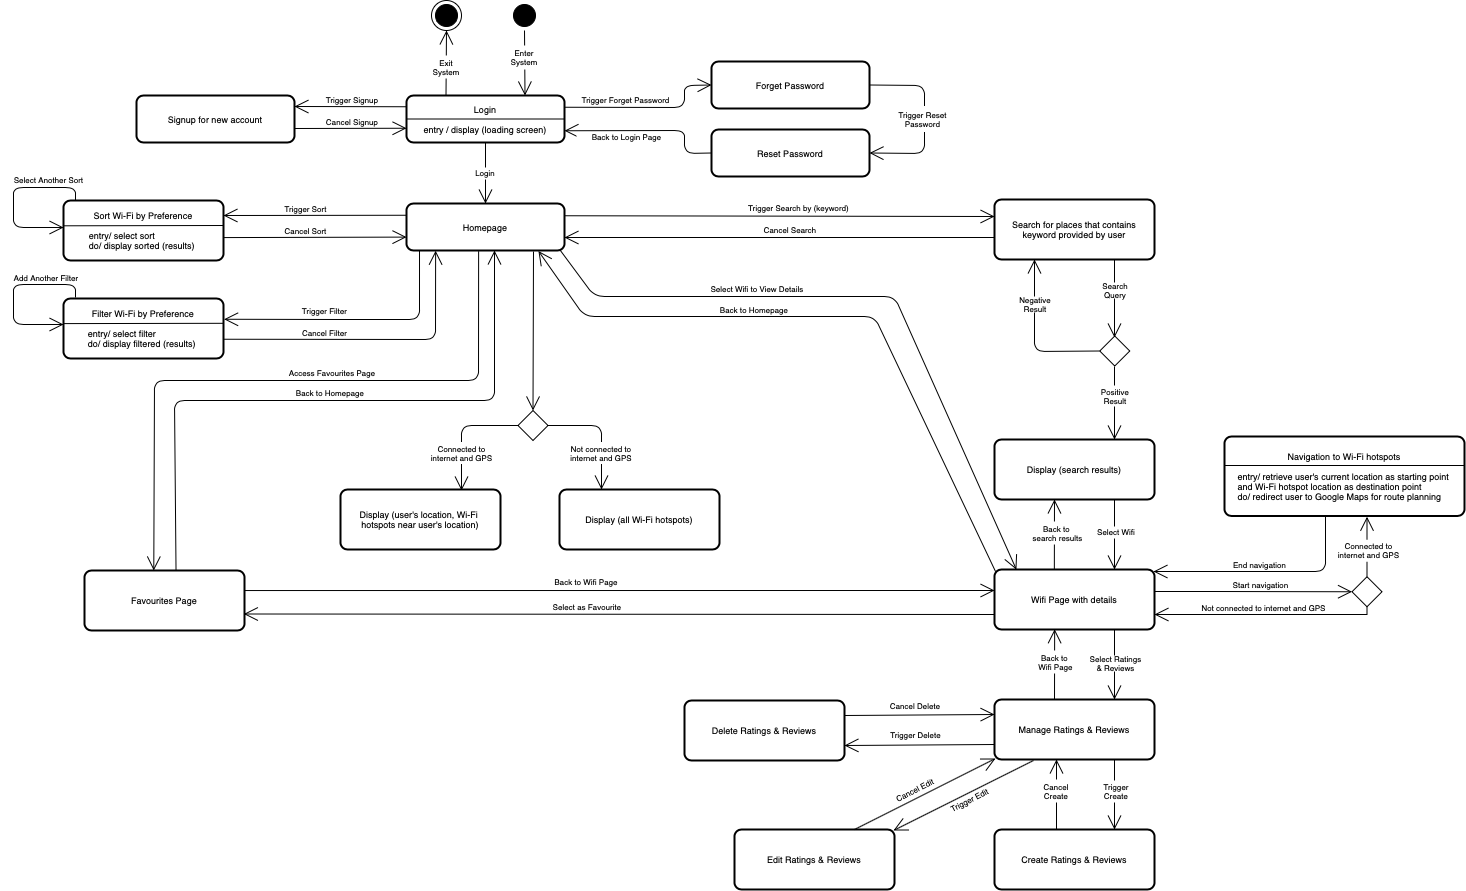 Exit
System
Enter
System
Trigger Signup
Cancel Signup
Signup for new account
Login
entry / display (loading screen)
Trigger Forget Password
Back to Login Page
Forget Password
Trigger Reset
Password
Reset Password
Login
Select Another Sort
Sort Wi-Fi by Preference
entry/ select sort
do/ display sorted (results)
Trigger Sort
Cancel Sort
Homepage
Trigger Search by (keyword)
Cancel Search
Search for places that contains
keyword provided by user
Add Another Filter
Filter Wi-Fi by Preference
entry/ select filter
do/ display filtered (results)
Trigger Filter
Cancel Filter
Select Wifi to View Details
Back to Homepage
Negative
Result
Search
Query
Access Favourites Page
Back to Homepage
Positive
Result
Connected to
internet and GPS
Not connected to
internet and GPS
Display (user's location, Wi-Fi
hotspots near user's location)
Display (all Wi-Fi hotspots)
Display (search results)
Navigation to Wi-Fi hotspots
entry/ retrieve user's current location as starting point
and Wi-Fi hotspot location as destination point
do/ redirect user to Google Maps for route planning
Back to
search results
Select Wifi
Connected to
internet and GPS
End navigation
Start navigation
Not connected to internet and GPS
Favourites Page
Back to Wifi Page
Select as Favourite
Wifi Page with details
Back to
Wifi Page
Select Ratings
& Reviews
Delete Ratings & Reviews
Cancel Delete
Trigger Delete
Manage Ratings & Reviews
Cancel Edit
Trigger Edit
Cancel
Create
Trigger
Create
Edit Ratings & Reviews
Create Ratings & Reviews